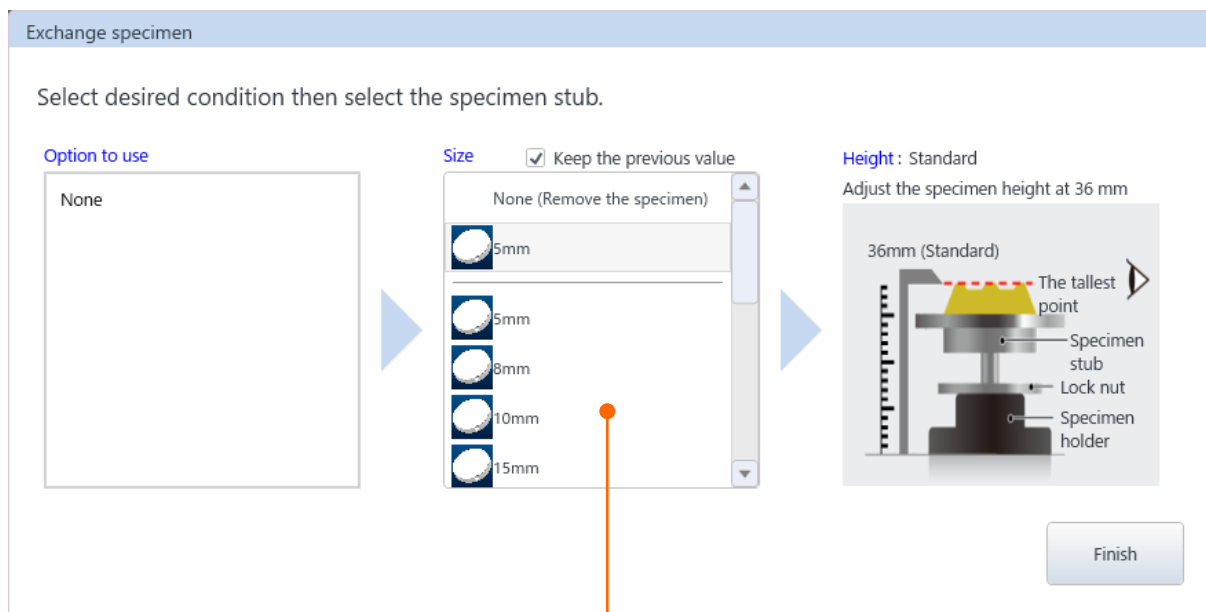 Exchange specimen
Select desired condition then select the specimen stub.
Option to use
None
Size
Keep the previous value
None (Remove the specimen)
5mm
5mm
8mm
10mm
15mm
Height : Standard
Adjust the specimen height at 36 mm
36mm (Standard)
The tallest
point
Specimen
stub
Lock nut
Specimen
holder
Finish